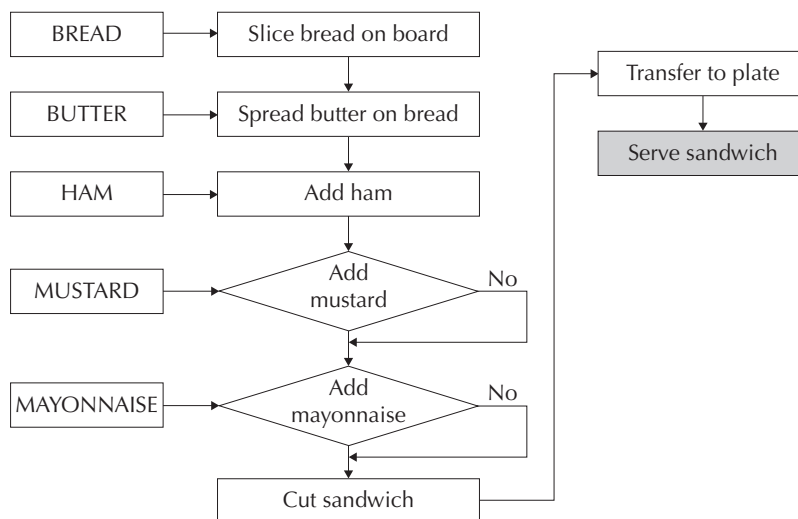 BREAD
Slice bread on board
BUTTER
Spread butter on bread
HAM
Add ham
MUSTARD
Add
mustard
No
MAYONNAISE
Add
mayonnaise
No
Cut sandwich
Transfer to plate
Serve sandwich